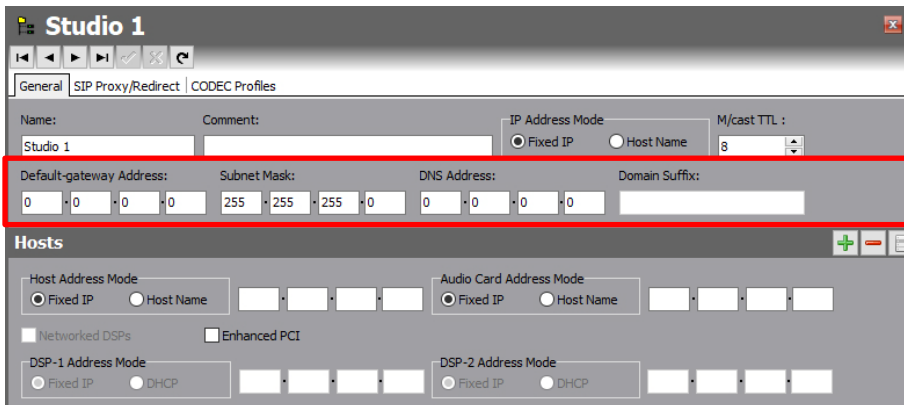 Studio 1
General SIP Proxy/Redirect CODEC Profiles
Name: Comment: IP Address Mode M/cast TTL :
Studio 1 Fixed IP Host Name 8
Default-gateway Address: Subnet Mask: DNS Address: Domain Suffix:
0 . 0 . 0 . 0 255 . 255 . 255 . 0 0 . 0 . 0 . 0
Hosts
Host Address Mode Audio Card Address Mode
Fixed IP Host Name . . . Fixed IP Host Name . . .
Networked DSPs Enhanced PCI
DSP-1 Address Mode DSP-2 Address Mode
Fixed IP DHCP . . . Fixed IP DHCP . . .